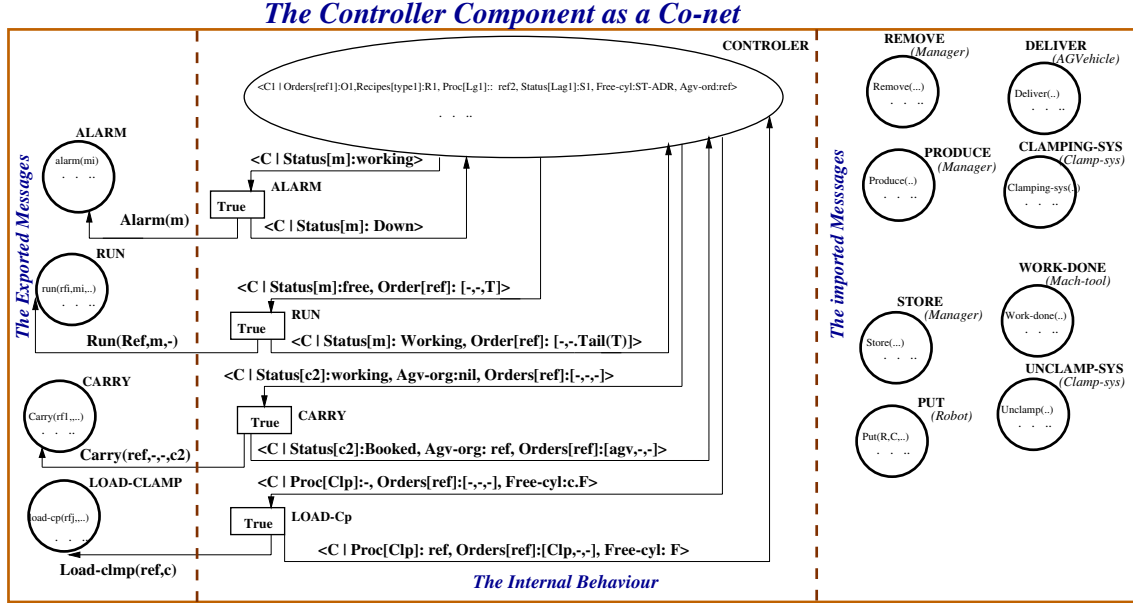 The Controller Component as a Co-net
The Exported Messages
ALARM
alarm(mi)
. . ..
Alarm(m)
RUN
run(rfi,mi,..)
. . ..
Run(Ref,m,-)
CARRY
Carry(rf1,,..)
. . ..
Carry(ref,-,-,c2)
LOAD-CLAMP
load-cp(rfj,,..)
. . ..
Load-clmp(ref,c)
CONTROLER
<C1 | Orders[ref1]:O1,Recipes[type1]:R1, Proc[Lg1]:: ref2, Status[Lag1]:S1, Free-cyl:ST-ADR, Agv-ord:ref>
. . ..
<C | Status[m]:working>
ALARM
True
<C | Status[m]: Down>
<C | Status[m]:free, Order[ref]: [-,-,T]>
RUN
True
<C | Status[m]: Working, Order[ref]: [-,-.Tail(T)]>
<C | Status[c2]:working, Agv-org:nil, Orders[ref]:[-,-,-]>
CARRY
True
<C | Status[c2]:Booked, Agv-org: ref, Orders[ref]:[agv,-,-]>
<C | Proc[Clp]:-, Orders[ref]:[-,-,-], Free-cyl:c.F>
LOAD-Cp
True
<C | Proc[Clp]: ref, Orders[ref]:[Clp,-,-], Free-cyl: F>
The Internal Behaviour
The imported Messsages
REMOVE
(Manager)
Remove(...)
. . ..
DELIVER
(AGVehicle)
Deliver(..)
. . ..
PRODUCE
(Manager)
Produce(..)
. . ..
CLAMPING-SYS
(Clamp-sys)
Clamping-sys(..)
. . ..
STORE
(Manager)
Store(...)
. . ..
WORK-DONE
(Mach-tool)
Work-done(..)
. . ..
PUT
(Robot)
Put(R,C,..)
. . ..
UNCLAMP-SYS
(Clamp-sys)
Unclamp(..)
. . ..